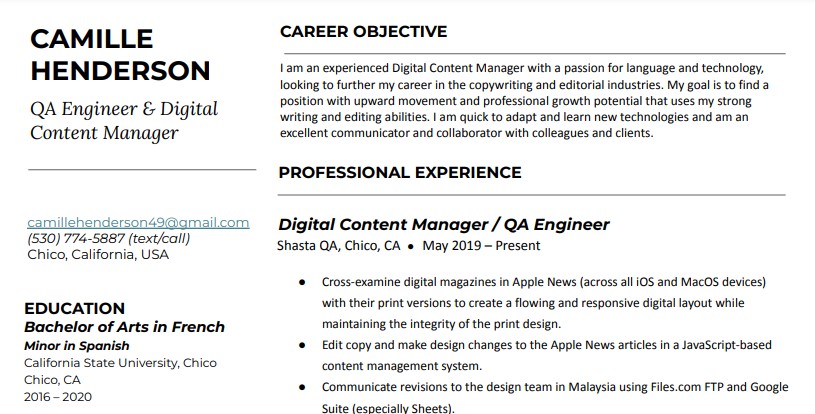 CAMILLE
HENDERSON
QA Engineer & Digital
Content Manager
camillehenderson49@gmail.com
(530) 774-5887 (text/call)
Chico, California, USA
EDUCATION
Bachelor of Arts in French
Minor in Spanish
California State University, Chico
Chico, CA
2016 – 2020
CAREER OBJECTIVE
I am an experienced Digital Content Manager with a passion for language and technology,
looking to further my career in the copywriting and editorial industries. My goal is to find a
position with upward movement and professional growth potential that uses my strong
writing and editing abilities. I am quick to adapt and learn new technologies and am an
excellent communicator and collaborator with colleagues and clients.
PROFESSIONAL EXPERIENCE
Digital Content Manager / QA Engineer
Shasta QA, Chico, CA ● May 2019 – Present
● Cross-examine digital magazines in Apple News (across all iOS and MacOS devices)
with their print versions to create a flowing and responsive digital layout while
maintaining the integrity of the print design.
● Edit copy and make design changes to the Apple News articles in a JavaScript-based
content management system.
● Communicate revisions to the design team in Malaysia using Files.com FTP and Google
Suite (especially Sheets).